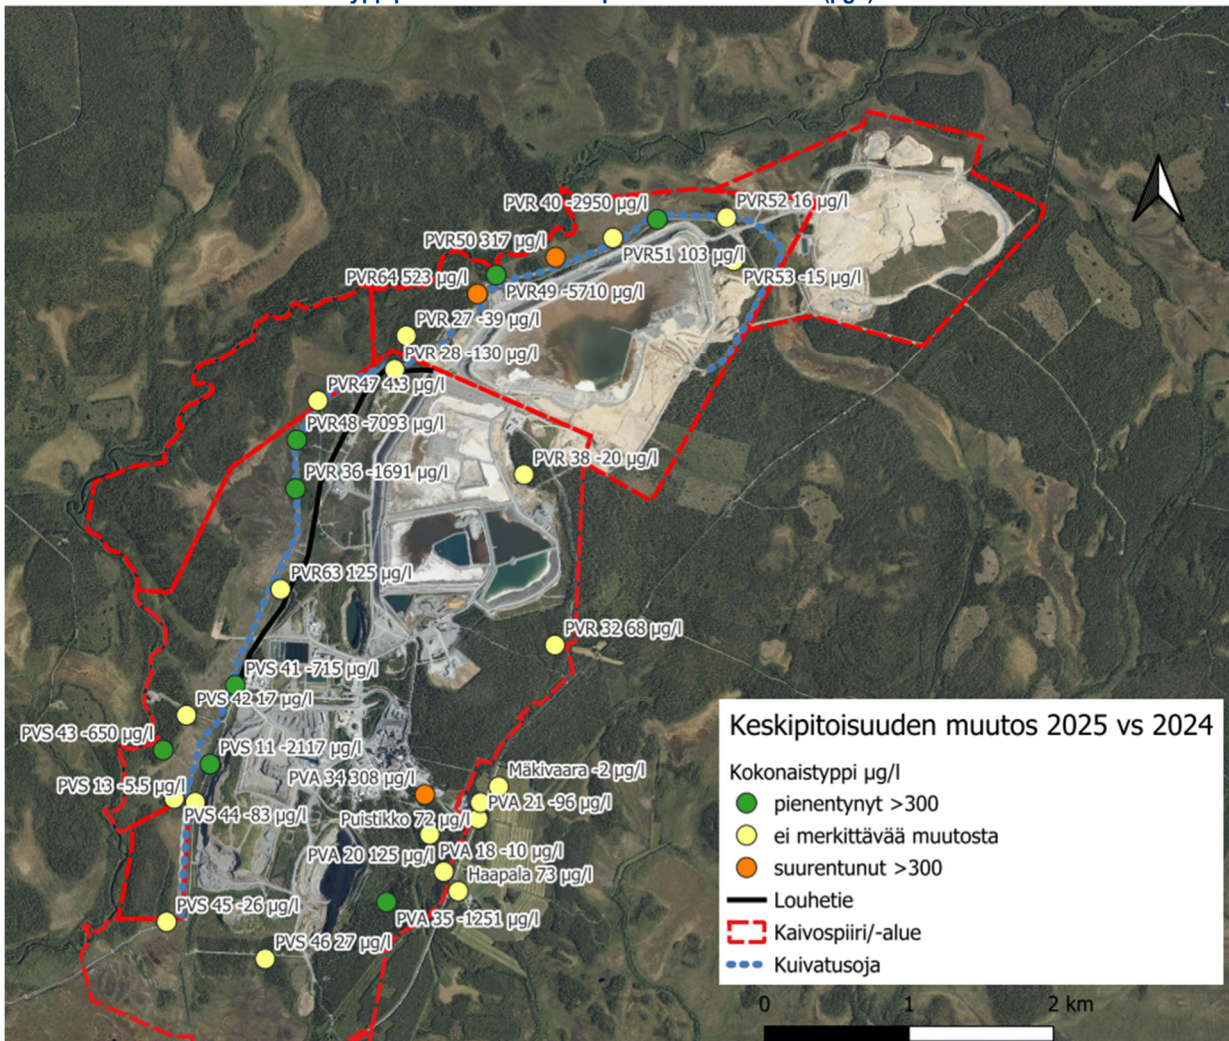 PVR 40 -2950 µg/l
PVR52 16 µg/l
PVR50 317 µg/l
PVR51 103 µg/l
PVR64 523 µg/l
PVR53 -15 µg/l
PVR49 -5710 µg/l
PVR 27 -39 µg/l
PVR 28 -130 µg/l
PVR47 4.3 µg/l
PVR48 -7093 µg/l
PVR 38 -20 µg/l
PVR 36 -1691 µg/l
PVR63 125 µg/l
PVR 32 68 µg/l
PVS 41 -715 µg/l
PVS 42 17 µg/l
PVS 43 -650 µg/l
PVS 11 -2117 µg/l
PVA 34 308 µg/l
Mäkivaara -2 µg/l
PVS 13 -5.5 µg/l
PVA 21 -96 µg/l
PVS 44 -83 µg/l
Puistikko 72 µg/l
PVA 20 125 µg/l
PVA 18 -10 µg/l
Haapala 73 µg/l
PVS 45 -26 µg/l
PVA 35 -1251 µg/l
PVS 46 27 µg/l
Keskipitoisuuden muutos 2025 vs 2024
Kokonaistyppi µg/l
pienentynyt >300
ei merkittävää muutosta
suurentunut >300
Louhetie
Kaivospiiri/-alue
Kuivatusoja
0 1 2 km